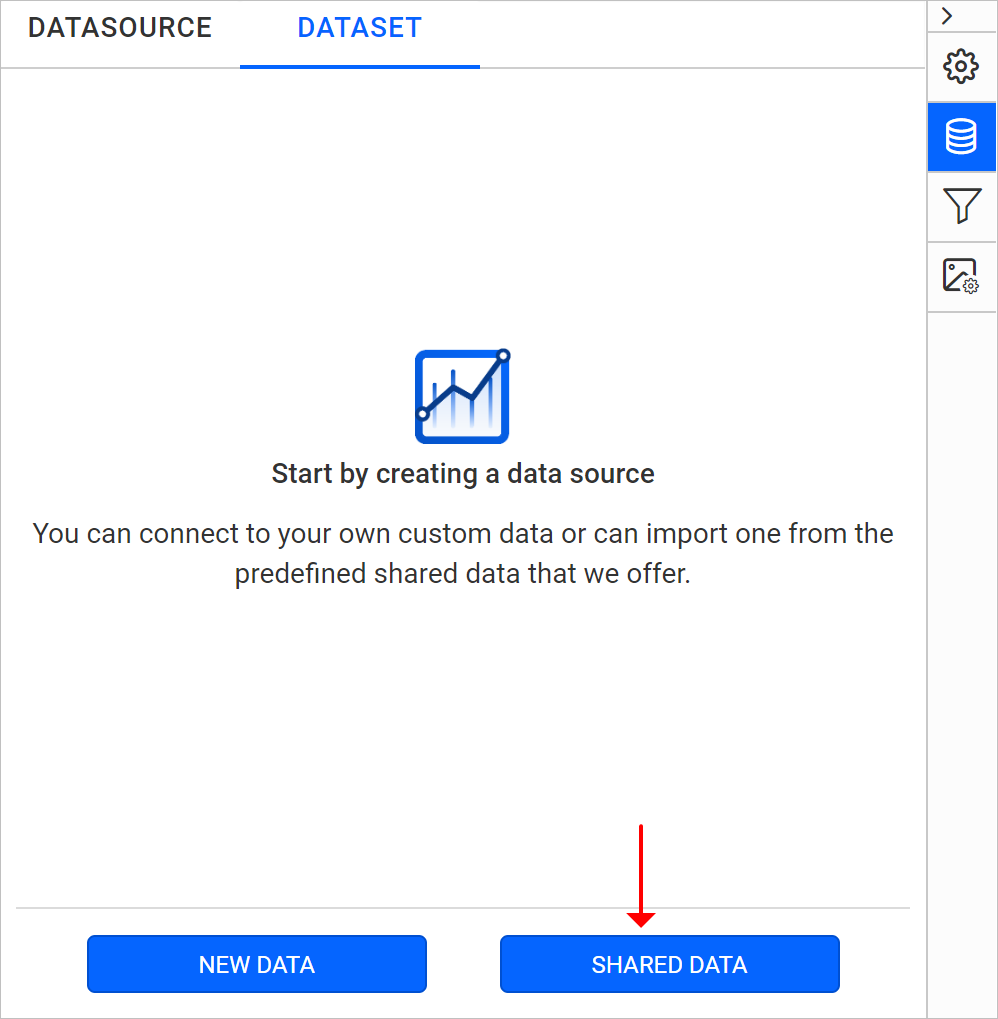 DATASOURCE DATASET
Start by creating a data source
You can connect to your own custom data or can import one from the
predefined shared data that we offer.
NEW DATA SHARED DATA